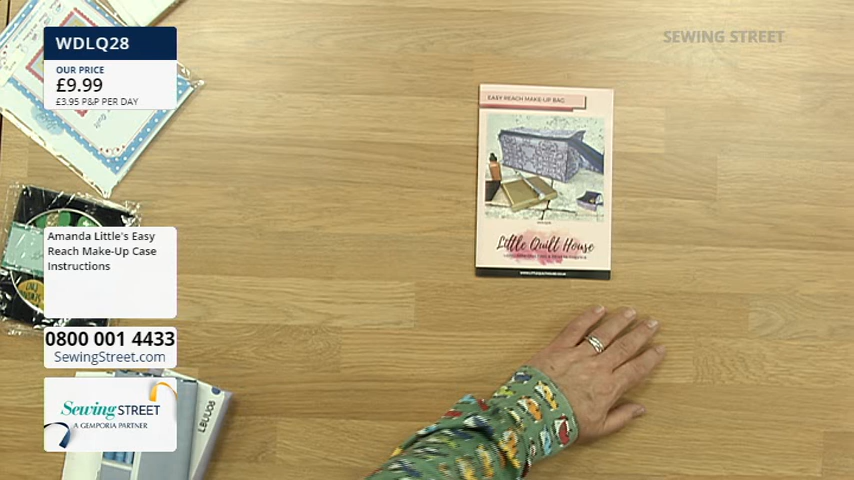 WDLQ28
OUR PRICE
£9.99
£3.95 P&P PER DAY
SEWING STREET
EASY REACH MAKE-UP BAG
Little Quilt House
Amanda Little's Easy
Reach Make-Up Case
Instructions
0800 001 4433
SewingStreet.com
Sewing STREET
A GEMPORIA PARTNER
LBUU08